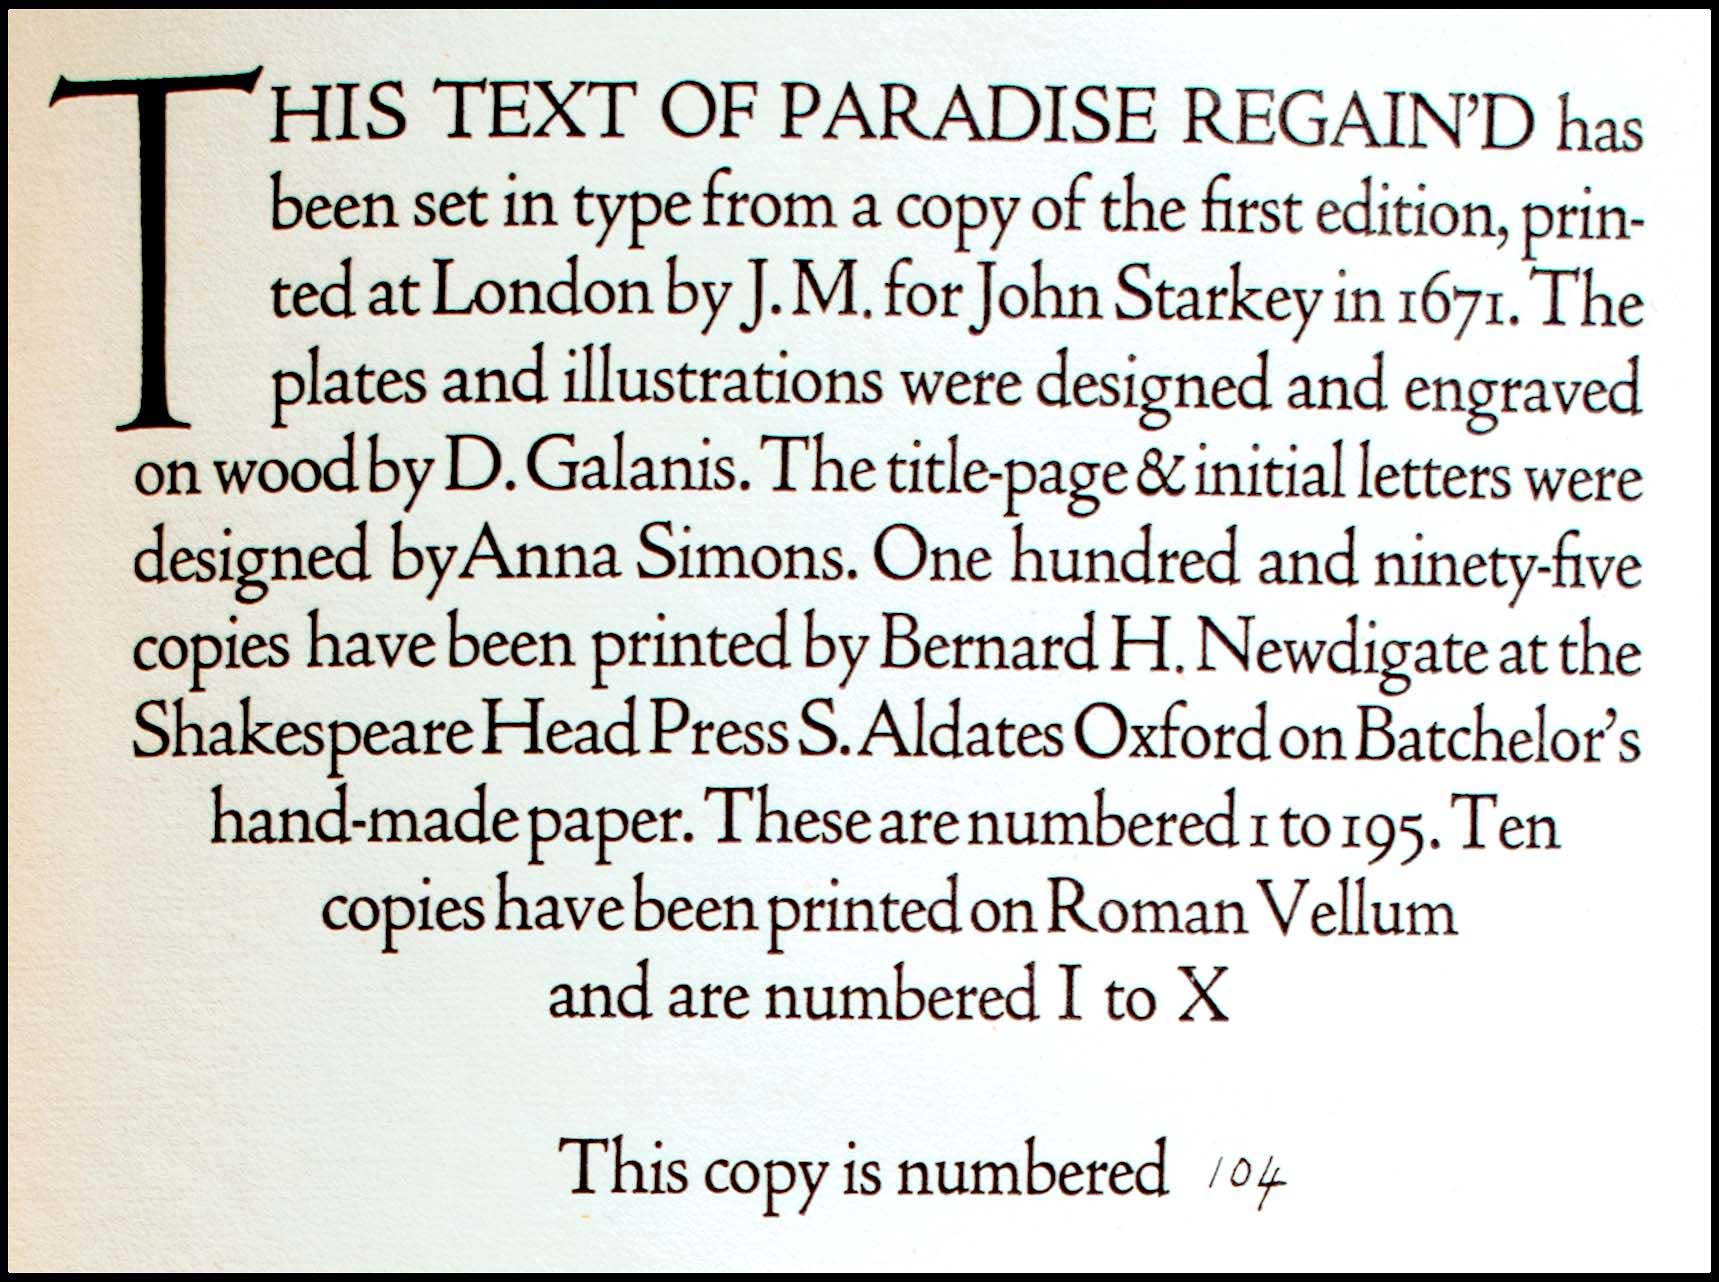 THIS TEXT OF PARADISE REGAIN'D has
been set in type from a copy of the first edition, prin-
ted at London by J. M. for John Starkey in 1671. The
plates and illustrations were designed and engraved
on wood by D. Galanis. The title-page & initial letters were
designed by Anna Simons. One hundred and ninety-five
copies have been printed by Bernard H. Newdigate at the
Shakespeare Head Press S. Aldates Oxford on Batchelor's
hand-made paper. These are numbered 1 to 195. Ten
copies have been printed on Roman Vellum
and are numbered I to X
This copy is numbered 104